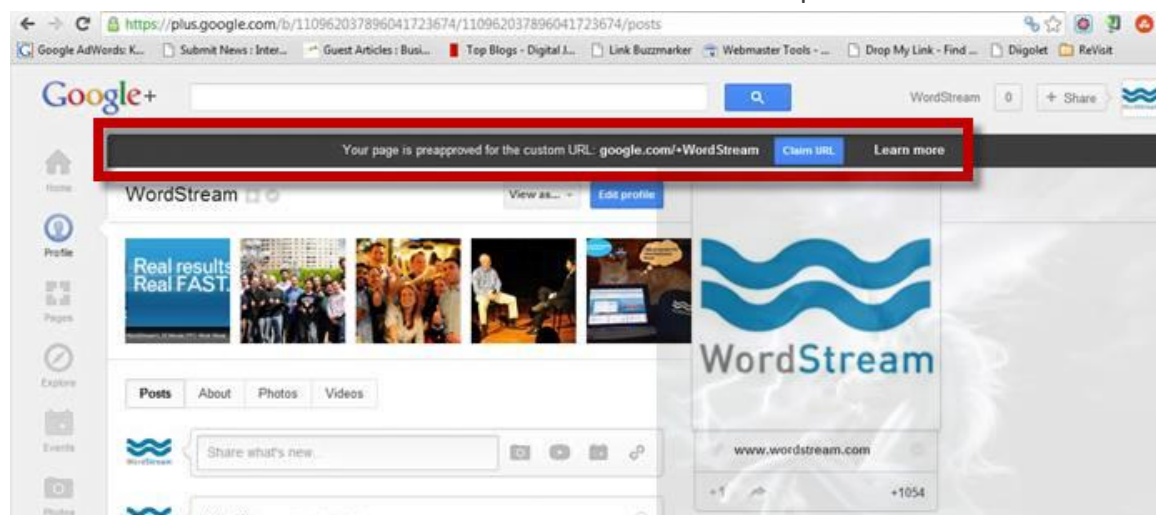 https://plus.google.com/b/110962037896041723674/110962037896041723674/posts
Google AdWords: K... Submit News : Inter... Guest Articles : Busi... Top Blogs - Digital J... Link Buzzmarker Webmaster Tools - ... Drop My Link - Find ... Diigolet ReVisit
Google+ WordStream 0 + Share
Your page is preapproved for the custom URL: google.com/+WordStream Claim URL Learn more
Home
WordStream View as... Edit profile
Profile
Real results
Real FAST.
Pages
WordStream
Explore
Posts About Photos Videos
Events
Share what's new...
WordStream
www.wordstream.com
+1 +1054
Photos